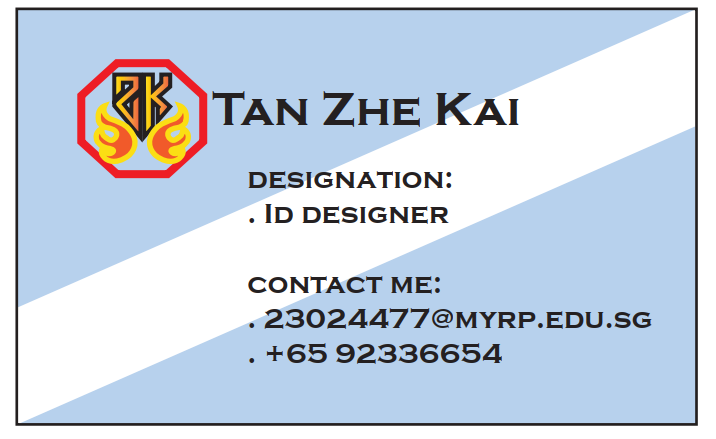 ZK
Tan Zhe Kai
designation:
. Id designer
contact me:
. 23024477@myrp.edu.sg
. +65 92336654